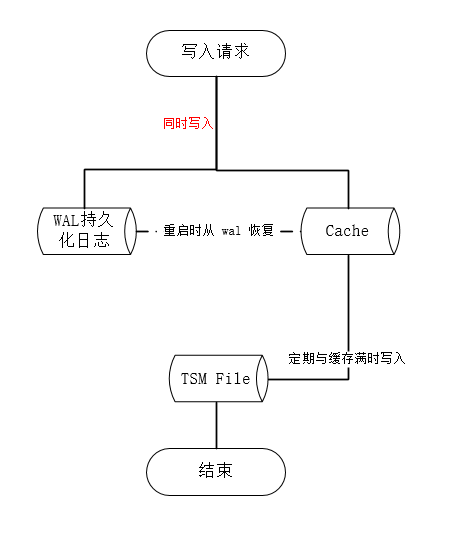 写入请求
同时写入
WAL持久
化日志
重启时从 wal 恢复
Cache
定期与缓存满时写入
TSM File
结束